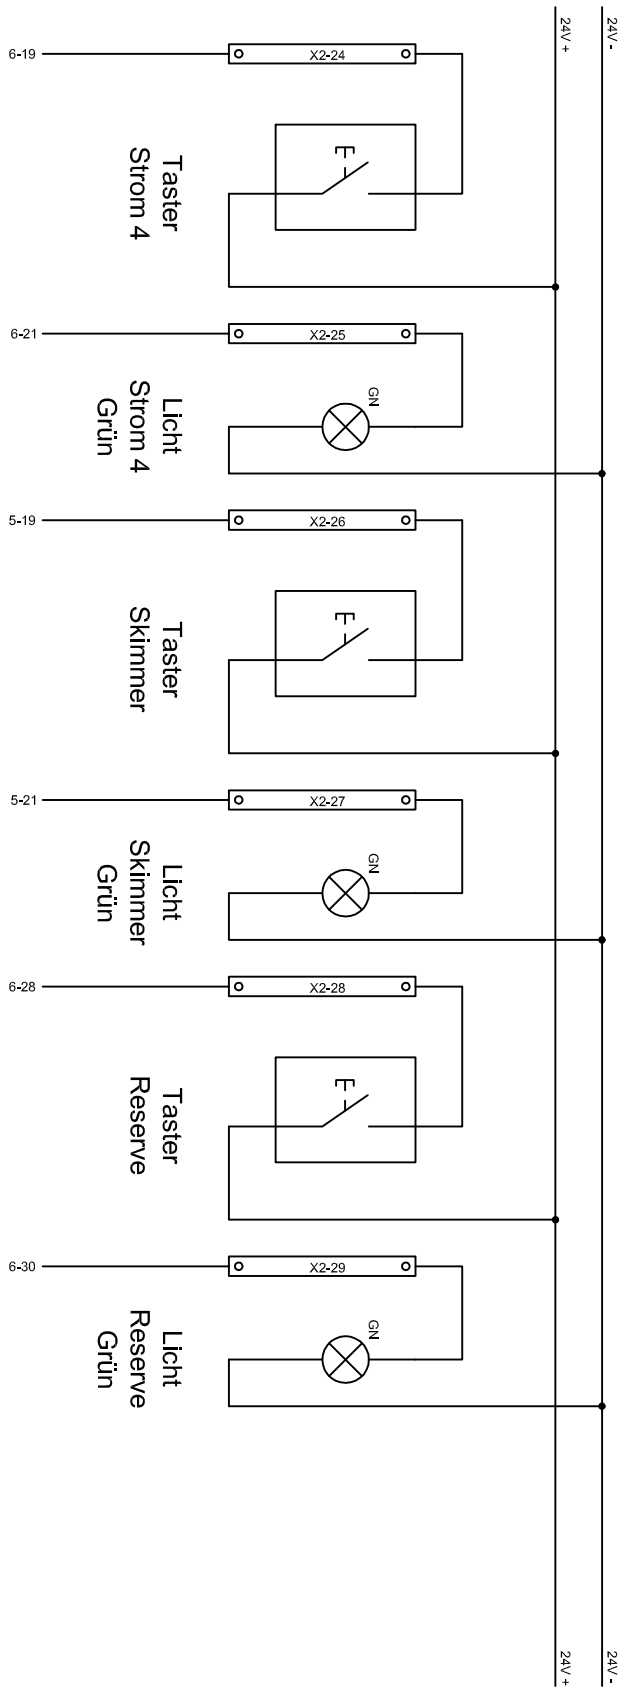 24V +
24V -
6-19
X2-24
Taster
Strom 4
6-21
X2-25
GN
Licht
Strom 4
Grün
5-19
X2-26
Taster
Skimmer
5-21
X2-27
GN
Licht
Skimmer
Grün
6-28
X2-28
Taster
Reserve
6-30
X2-29
GN
Licht
Reserve
Grün
24V +
24V -